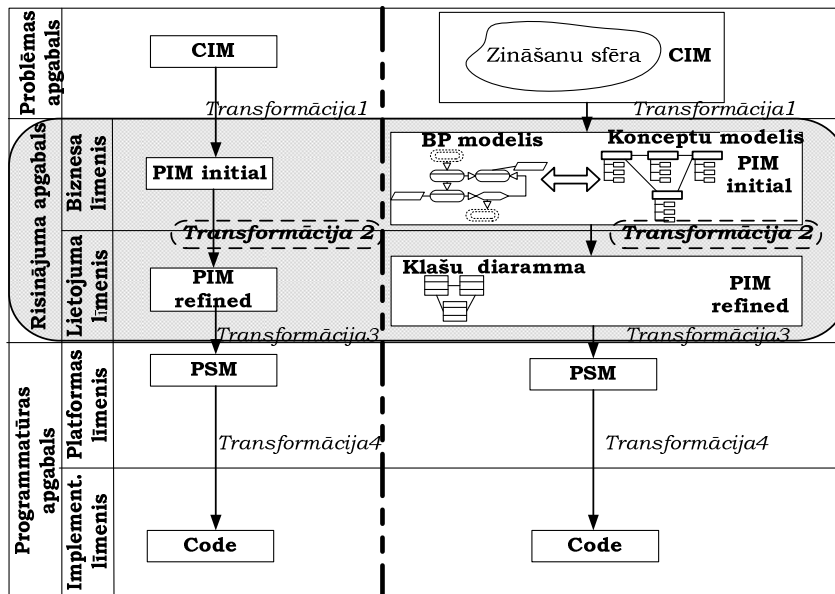 Problēmas
apgabals
CIM
Zināšanu sfēra
CIM
Transformācija1
Transformācija1
Risinājuma apgabals
Biznesa
līmenis
PIM initial
BP modelis
Konceptu modelis
PIM
initial
Transformācija 2
Transformācija 2
Lietojuma
līmenis
PIM
refined
Klašu diaramma
PIM
refined
Transformācija3
Transformācija3
Programmatūras
apgabals
Platformas
līmenis
PSM
PSM
Transformācija4
Transformācija4
Implement.
līmenis
Code
Code